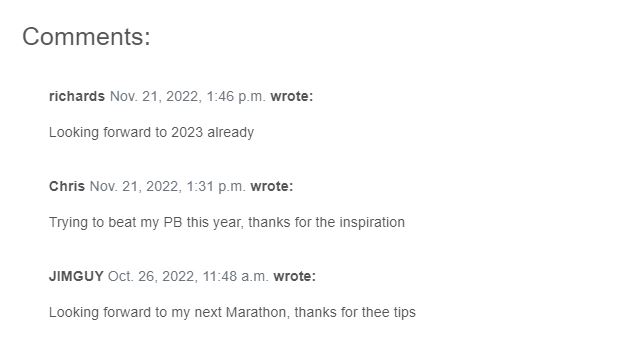 Comments:
richards Nov. 21, 2022, 1:46 p.m. wrote:
Looking forward to 2023 already
Chris Nov. 21, 2022, 1:31 p.m. wrote:
Trying to beat my PB this year, thanks for the inspiration
JIMGUY Oct. 26, 2022, 11:48 a.m. wrote:
Looking forward to my next Marathon, thanks for thee tips